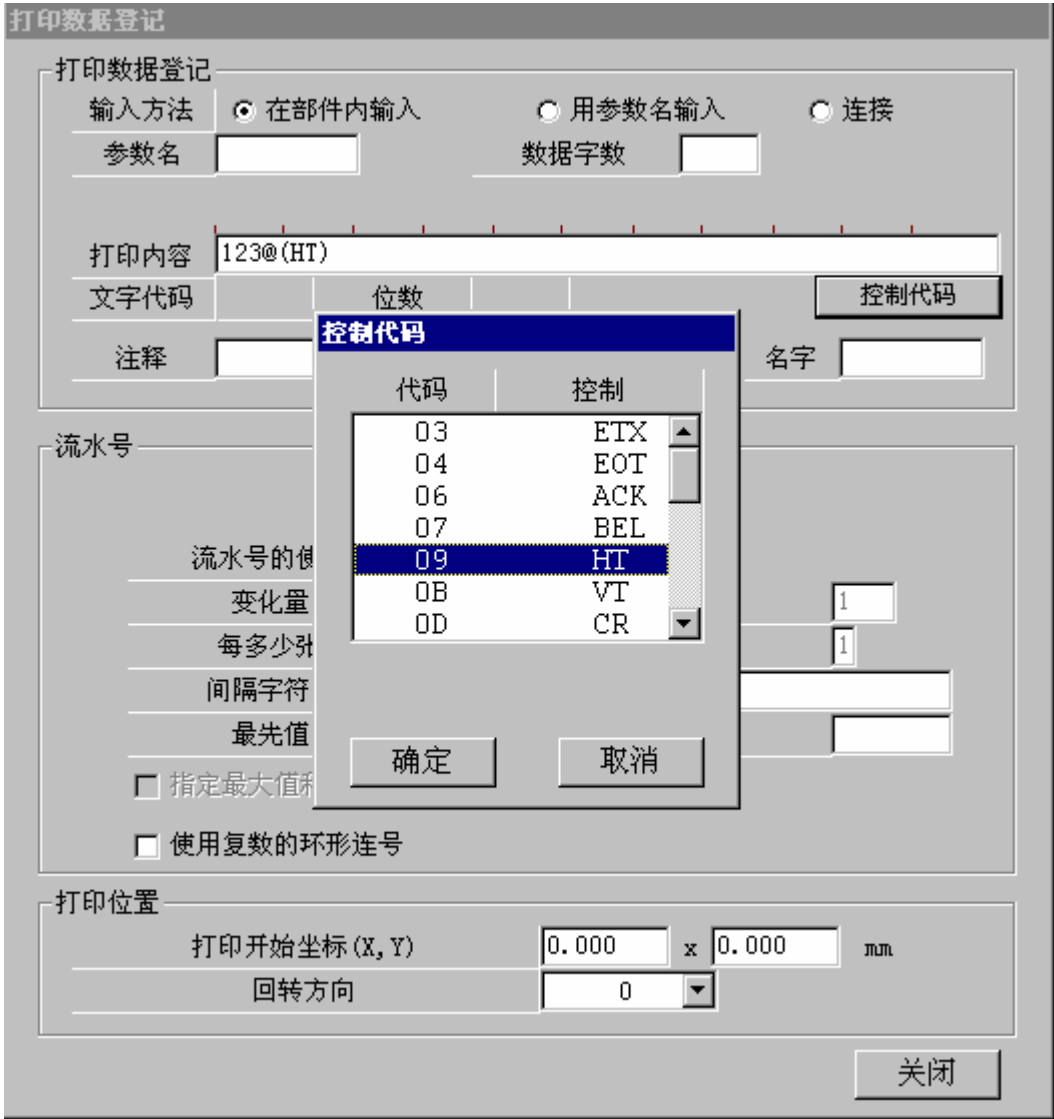 打印数据登记
打印数据登记
输入方法 在部件内输入 用参数名输入 连接
参数名 数据字数
打印内容 123@(HT)
文字代码 位数 控制代码
注释 名字
控制代码
代码 控制
03 ETX
04 EOT
06 ACK
07 BEL
09 HT
0B VT
0D CR
确定 取消
流水号
流水号的使
变化量 1
每多少张 1
间隔字符
最先值
指定最大值和
使用复数的环形连号
打印位置
打印开始坐标(X,Y) 0.000 x 0.000 mm
回转方向 0
关闭